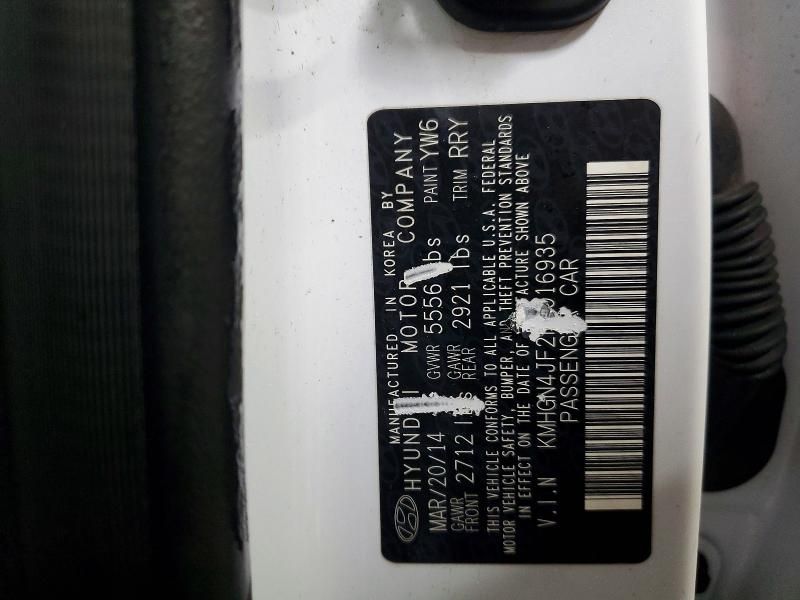 MANUFACTURED IN KOREA BY
HYUNDAI MOTOR COMPANY
MAR/20/14 GVWR 5556 lbs PAINT YW6
GAWR FRONT 2712 lbs GAWR REAR 2921 lbs TRIM RRY
THIS VEHICLE CONFORMS TO ALL APPLICABLE U.S.A. FEDERAL
MOTOR VEHICLE SAFETY, BUMPER, AND THEFT PREVENTION STANDARDS
IN EFFECT ON THE DATE OF MANUFACTURE SHOWN ABOVE
V.I.N
PASSENGER CAR